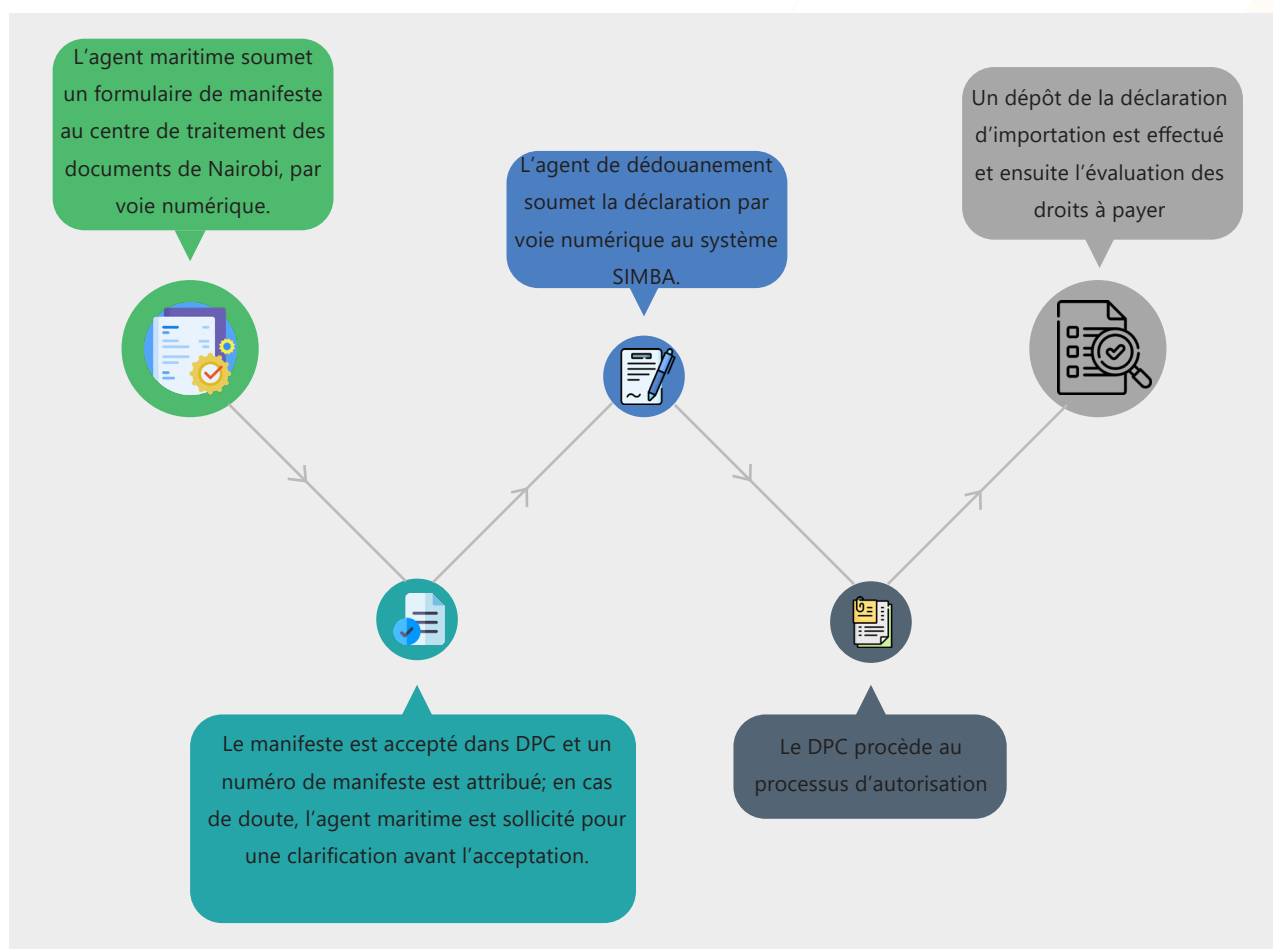 L'agent maritime soumet
un formulaire de manifeste
au centre de traitement des
documents de Nairobi, par
voie numérique.
Le manifeste est accepté dans DPC et un
numéro de manifeste est attribué; en cas
de doute, l'agent maritime est sollicité pour
une clarification avant l'acceptation.
L'agent de dédouanement
soumet la déclaration par
voie numérique au système
SIMBA.
Le DPC procède au
processus d'autorisation
Un dépôt de la déclaration
d'importation est effectué
et ensuite l'évaluation des
droits à payer